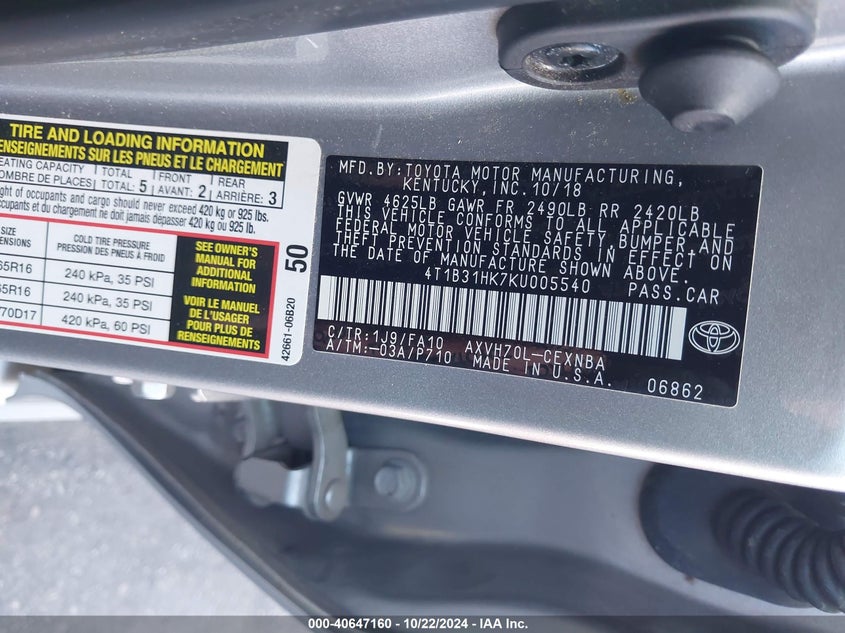 TIRE AND LOADING INFORMATION
RENSEIGNEMENTS SUR LES PNEUS ET LE CHARGEMENT
CAPACITY TOTAL FRONT REAR
DE PLACES TOTAL: 5 AVANT: 2 ARRIÈRE: 3
of occupants and cargo should never exceed 420 kg or 925 lbs.
occupants et du chargement ne doit jamais dépasser 420 kg ou 925 lbs.
SIZE COLD TIRE PRESSURE
PRESSION DES PNEUS À FROID
65R16 240 kPa, 35 PSI
65R16 240 kPa, 35 PSI
70D17 420 kPa, 60 PSI
SEE OWNER'S
MANUAL FOR
ADDITIONAL
INFORMATION
VOIR LE MANUEL
DE L'USAGER
POUR PLUS DE
RENSEIGNEMENTS
50
42661-06B20
MFD.BY:TOYOTA MOTOR MANUFACTURING,
KENTUCKY, INC. 10/18
GVWR 4625LB GAWR FR 2490LB RR 2420LB
THIS VEHICLE CONFORMS TO ALL APPLICABLE
FEDERAL MOTOR VEHICLE SAFETY, BUMPER, AND
THEFT PREVENTION STANDARDS IN EFFECT ON
THE DATE OF MANUFACTURE SHOWN ABOVE.
4T1B31HK7KU005540 PASS.CAR
C/TR:1J9/FA10 AXVH70L-CEXNBA
A/TM:-03A/P710 MADE IN U.S.A. 06862
000-40647160 - 10/22/2024 - IAA Inc.